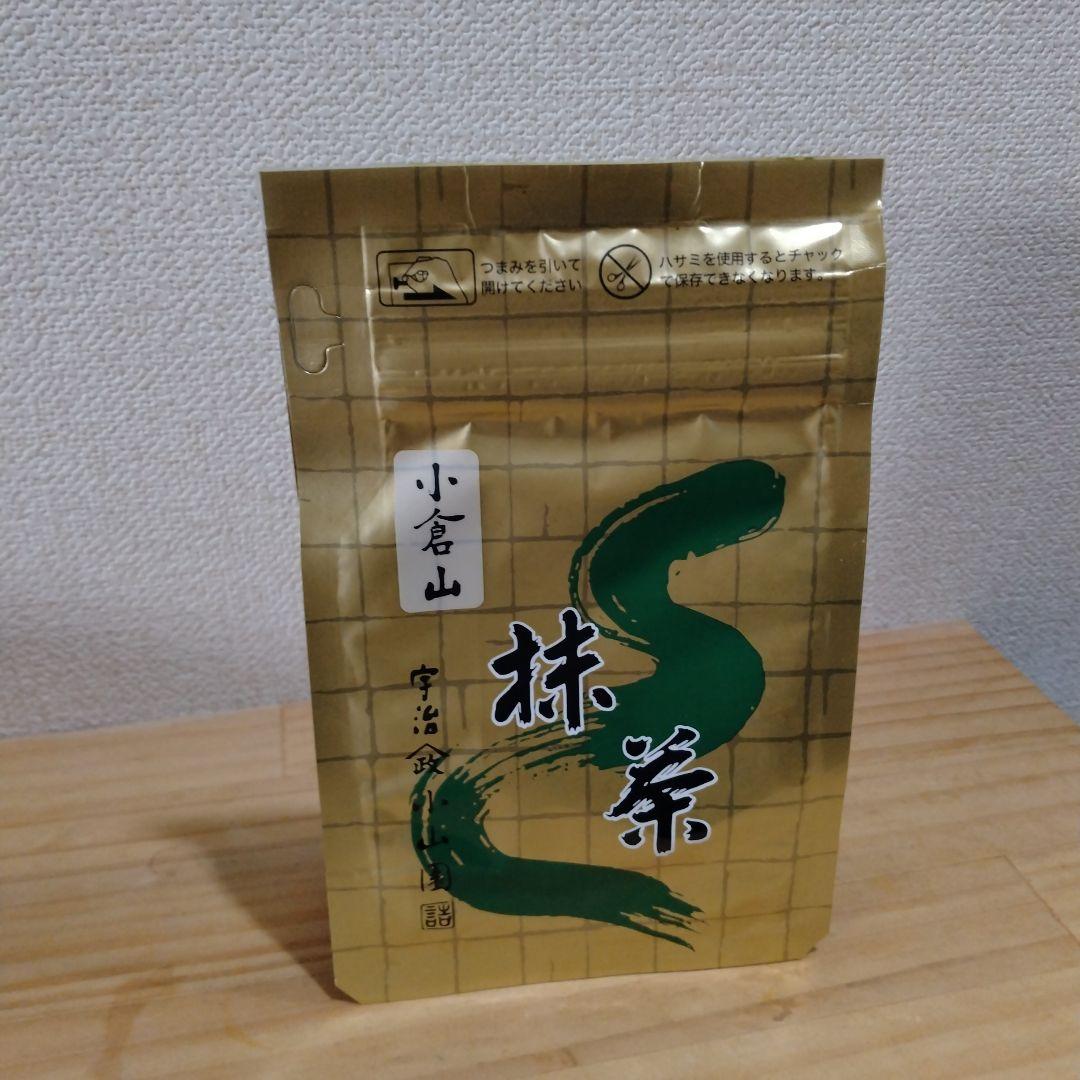 つまみを引いて
開けてください
ハサミを使用するとチャック
で保存できなくなります。
小倉山
抹茶
宇治 政 小山園
詰